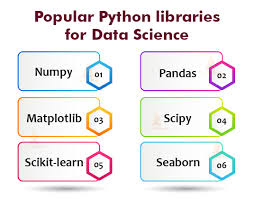 Popular Python libraries
for Data Science
Numpy 01
Pandas 02
Matplotlib 03
Scipy 04
Scikit-learn 05
Seaborn 06